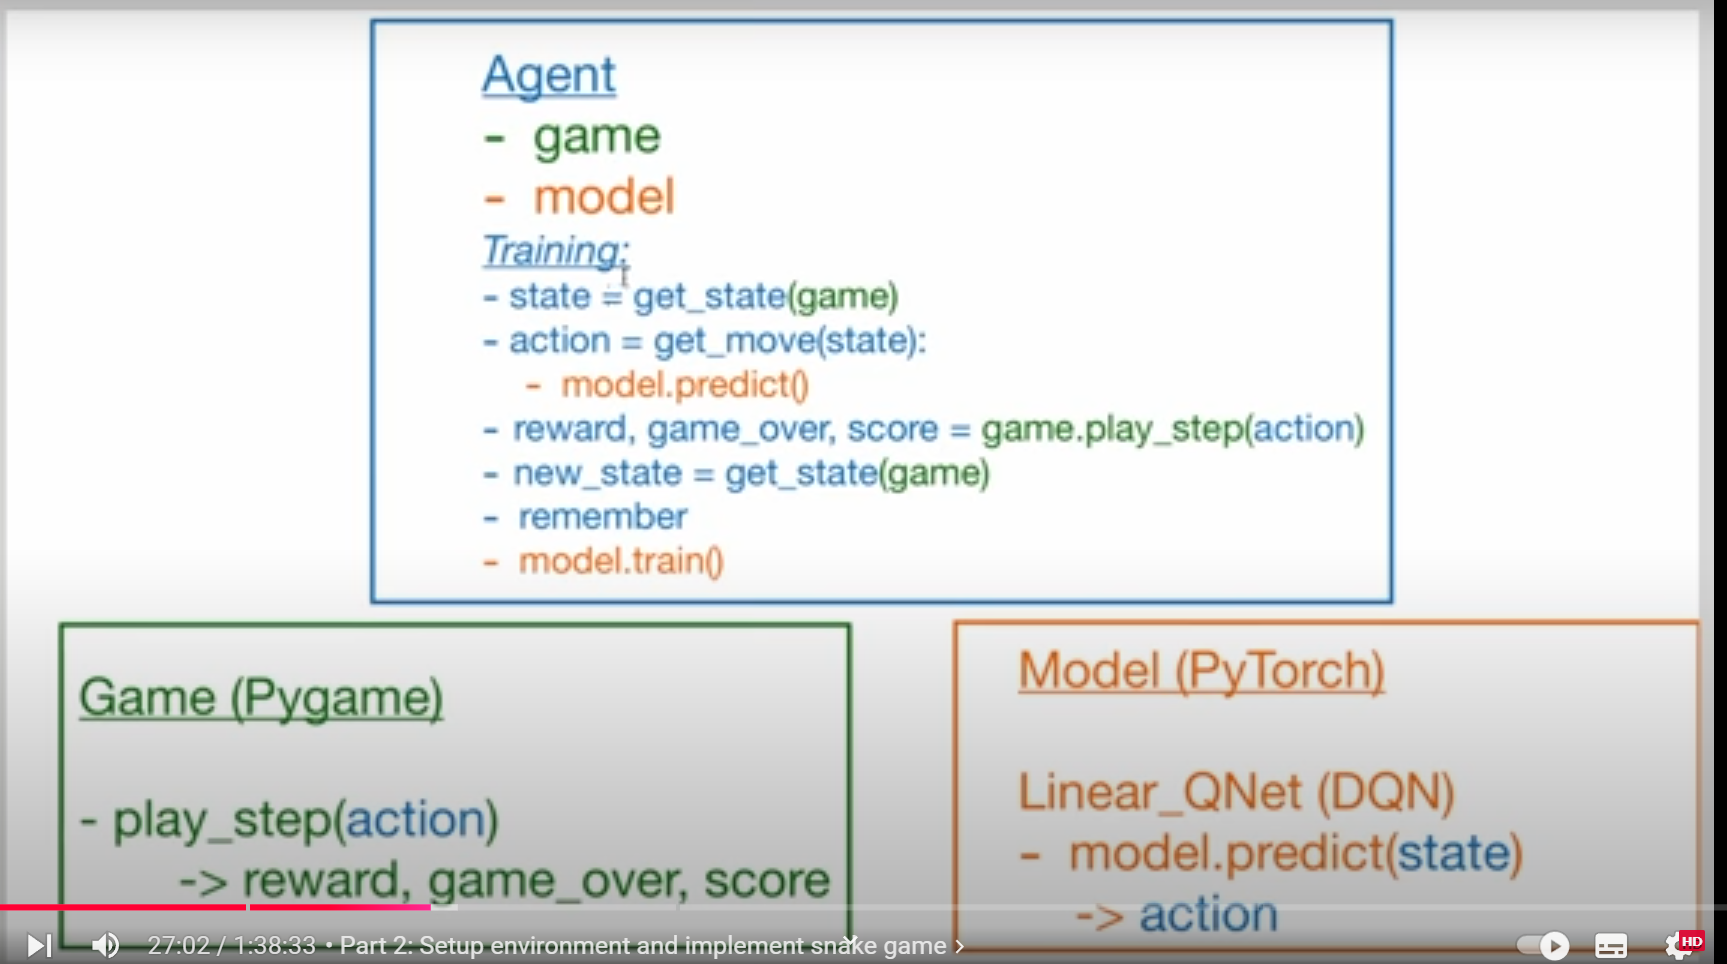 Agent
- game
- model
Training:
- state = get_state(game)
- action = get_move(state):
- model.predict()
- reward, game_over, score = game.play_step(action)
- new_state = get_state(game)
- remember
- model.train()
Game (Pygame)
- play_step(action)
-> reward, game_over, score
Model (PyTorch)
Linear_QNet (DQN)
- model.predict(state)
-> action
27:02 / 1:38:33 • Part 2: Setup environment and implement snake game >
HD